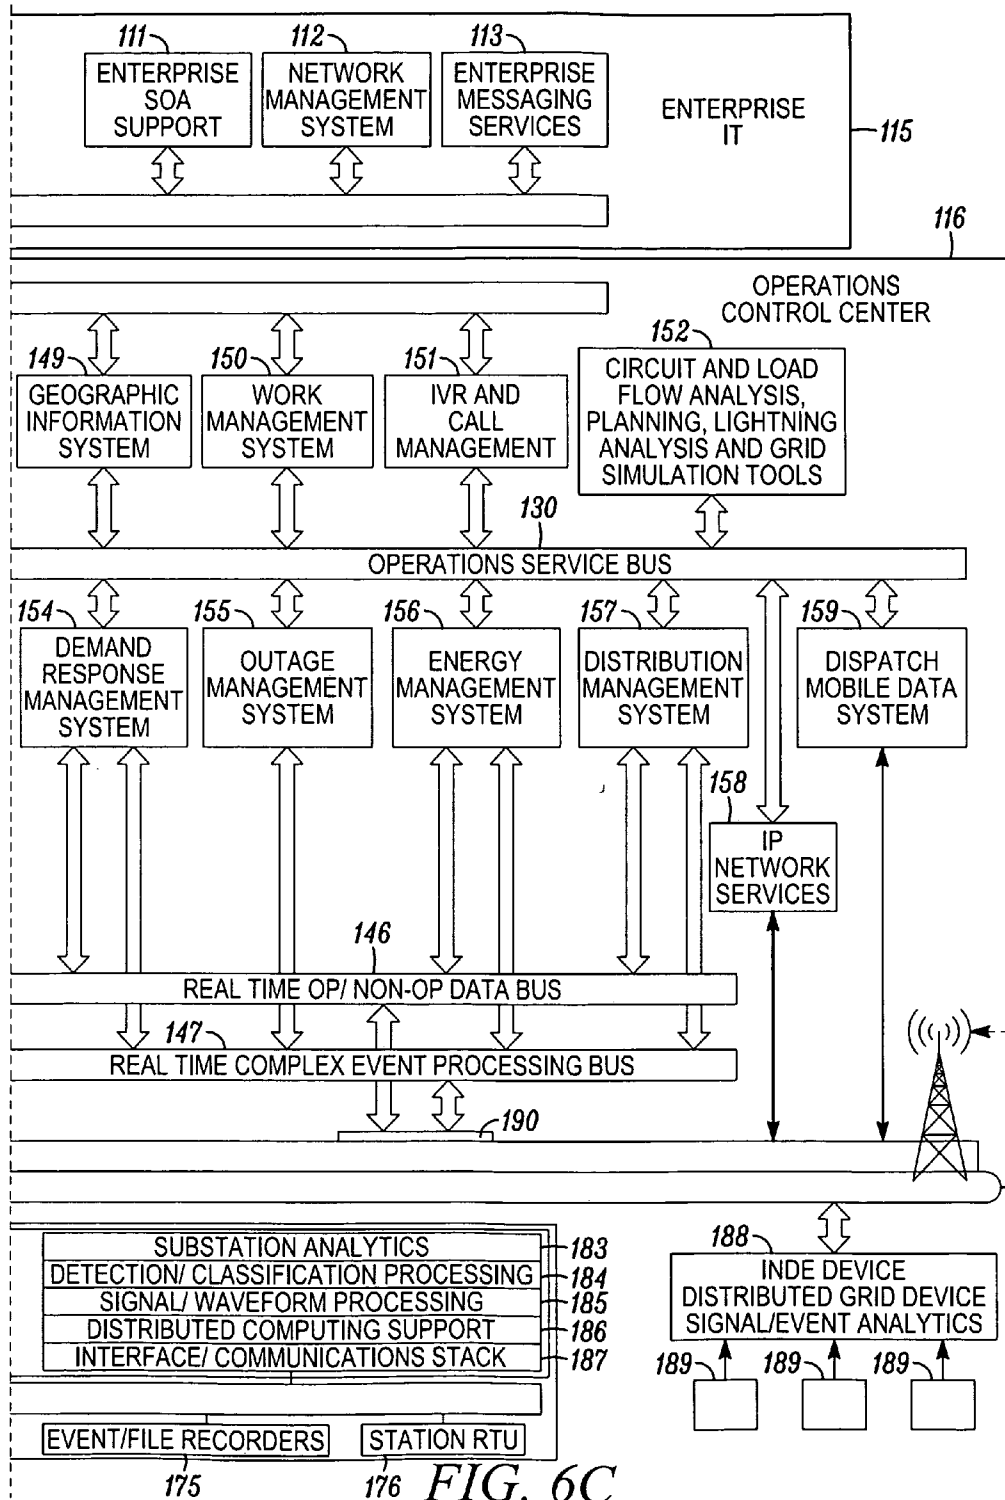 111
112
113
ENTERPRISE
SOA
SUPPORT
NETWORK
MANAGEMENT
SYSTEM
ENTERPRISE
MESSAGING
SERVICES
ENTERPRISE
IT
115
116
OPERATIONS
CONTROL CENTER
149
150
151
152
GEOGRAPHIC
INFORMATION
SYSTEM
WORK
MANAGEMENT
SYSTEM
IVR AND
CALL
MANAGEMENT
CIRCUIT AND LOAD
FLOW ANALYSIS,
PLANNING, LIGHTNING
ANALYSIS AND GRID
SIMULATION TOOLS
130
OPERATIONS SERVICE BUS
154
155
156
157
159
DEMAND
RESPONSE
MANAGEMENT
SYSTEM
OUTAGE
MANAGEMENT
SYSTEM
ENERGY
MANAGEMENT
SYSTEM
DISTRIBUTION
MANAGEMENT
SYSTEM
DISPATCH
MOBILE DATA
SYSTEM
158
IP
NETWORK
SERVICES
146
REAL TIME OP/ NON-OP DATA BUS
147
REAL TIME COMPLEX EVENT PROCESSING BUS
190
SUBSTATION ANALYTICS
183
DETECTION/ CLASSIFICATION PROCESSING
184
SIGNAL/ WAVEFORM PROCESSING
185
DISTRIBUTED COMPUTING SUPPORT
186
INTERFACE/ COMMUNICATIONS STACK
187
188
INDE DEVICE
DISTRIBUTED GRID DEVICE
SIGNAL/EVENT ANALYTICS
189
189
189
EVENT/FILE RECORDERS
STATION RTU
175
176
FIG. 6C